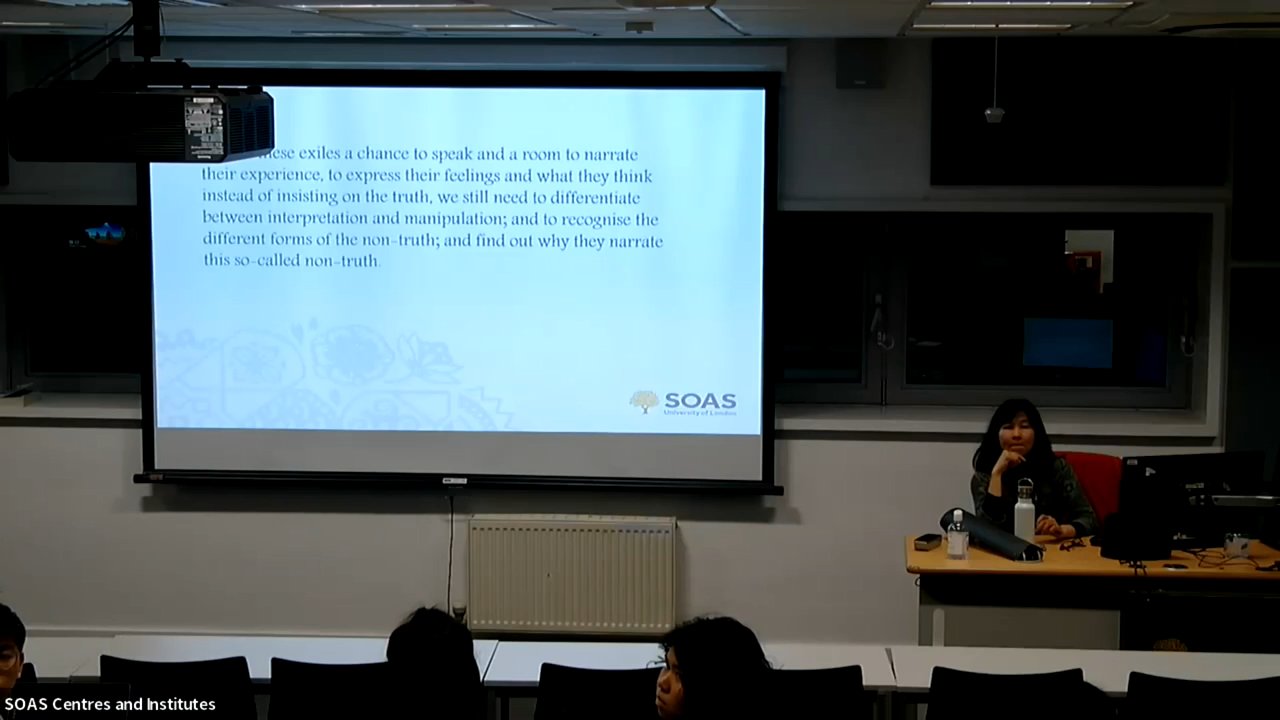 these exiles a chance to speak and a room to narrate
their experience, to express their feelings and what they think
instead of insisting on the truth, we still need to differentiate
between interpretation and manipulation; and to recognise the
different forms of the non-truth; and find out why they narrate
this so-called non-truth.
SOAS
University of London
SOAS Centres and Institutes